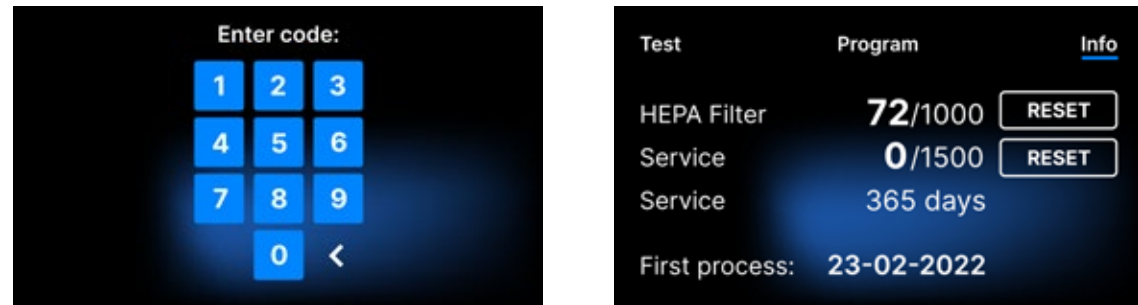 Enter code:
1 2 3
4 5 6
7 8 9
0 <
Test Program Info
HEPA Filter 72/1000 RESET
Service 0/1500 RESET
Service 365 days
First process: 23-02-2022